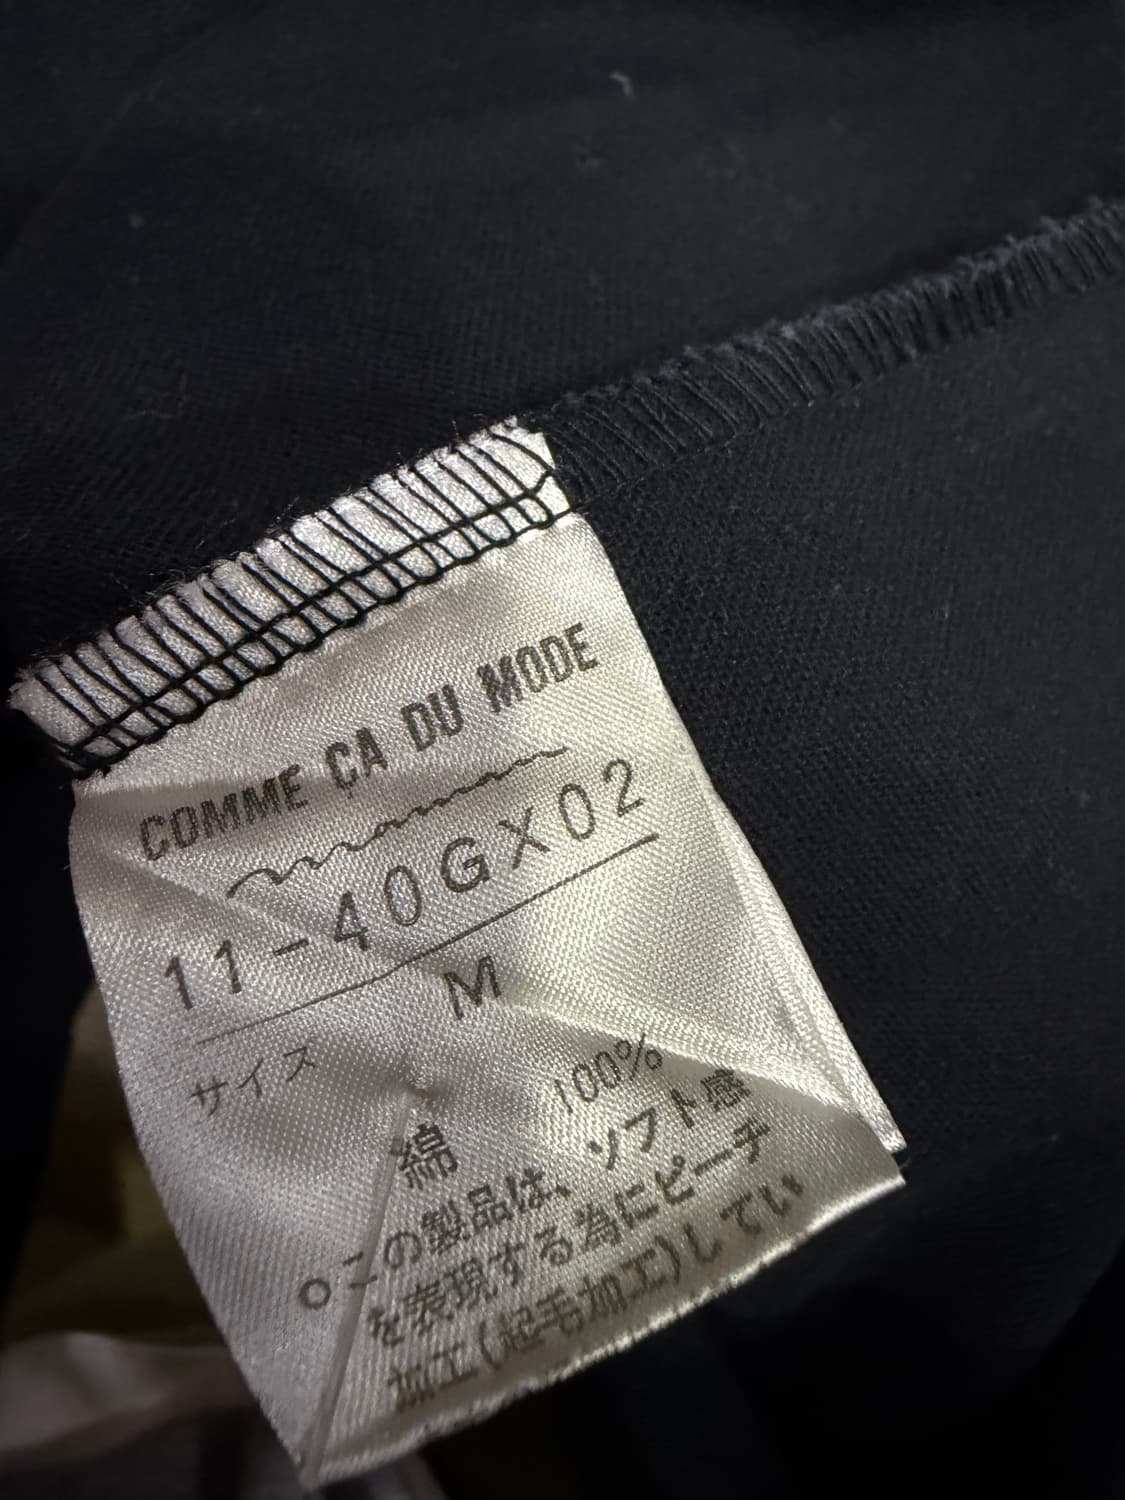 COMME ÇA DU MODE
11-40GX02
サイズ M
綿 100%
○この製品は、ソフト感
を表現する為にピーチ
加工(起毛加工)してい